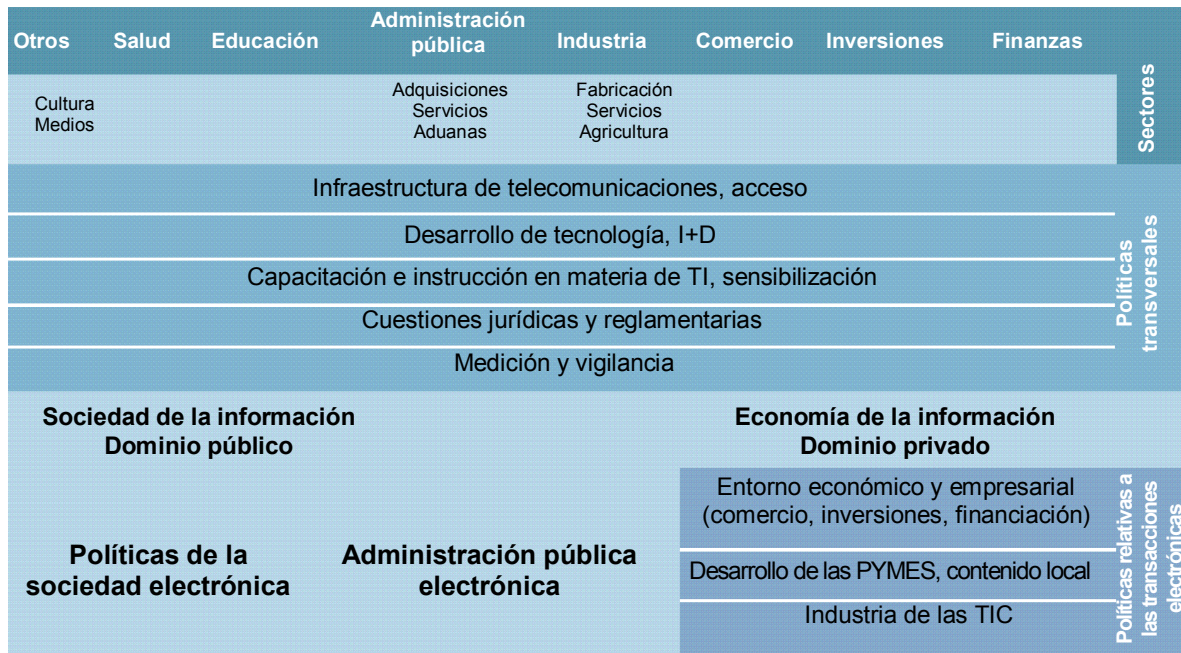 Otros Salud Educación Administración pública Industria Comercio Inversiones Finanzas
Sectores
Cultura
Medios
Adquisiciones
Servicios
Aduanas
Fabricación
Servicios
Agricultura
Infraestructura de telecomunicaciones, acceso
Desarrollo de tecnología, I+D
Capacitación e instrucción en materia de TI, sensibilización
Cuestiones jurídicas y reglamentarias
Medición y vigilancia
Políticas
transversales
Sociedad de la información
Dominio público
Economía de la información
Dominio privado
Políticas de la
sociedad electrónica
Administración pública
electrónica
Entorno económico y empresarial
(comercio, inversiones, financiación)
Desarrollo de las PYMES, contenido local
Industria de las TIC
Políticas relativas a
las transacciones
electrónicas